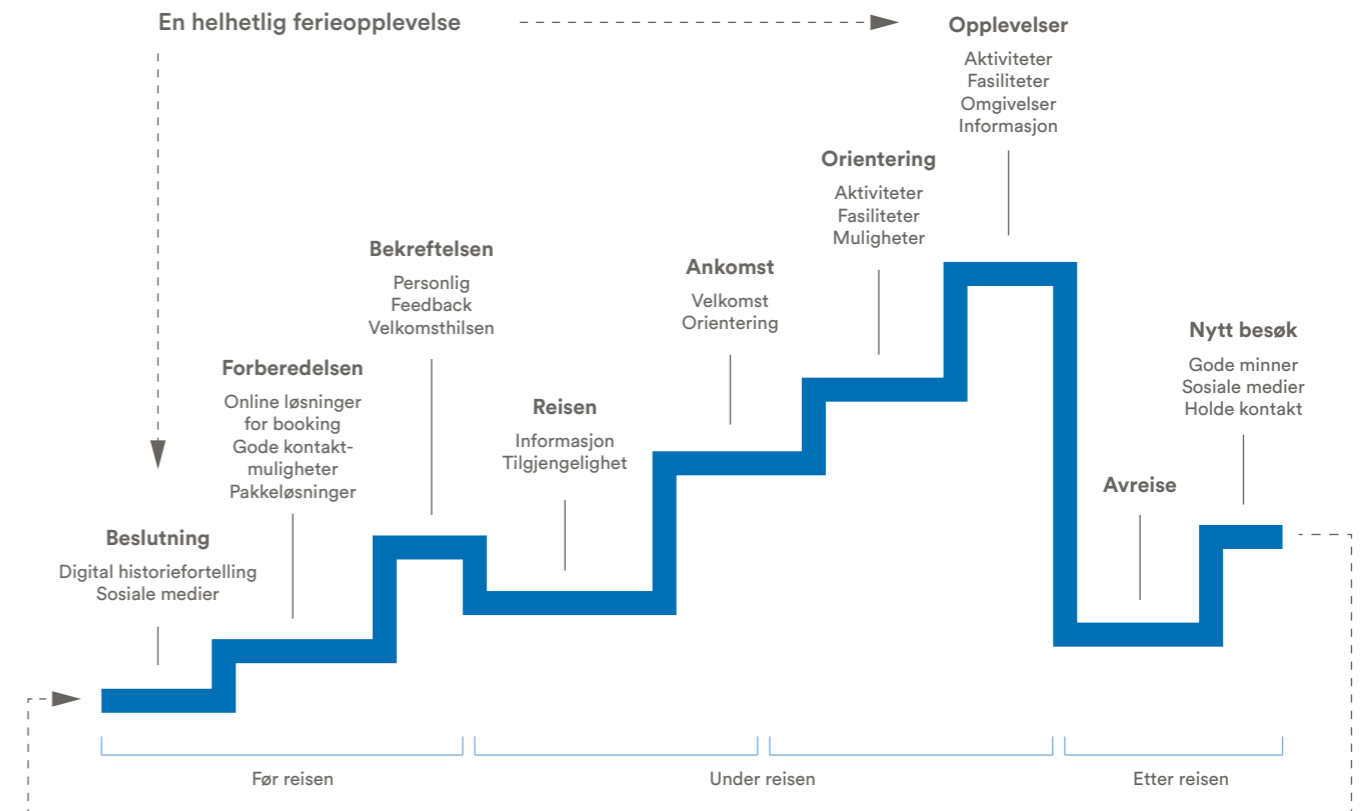 En helhetlig ferieopplevelse
Beslutning
Digital historiefortelling
Sosiale medier
Forberedelsen
Online løsninger
for booking
Gode kontakt-
muligheter
Pakkeløsninger
Bekreftelsen
Personlig
Feedback
Velkomsthilsen
Reisen
Informasjon
Tilgjengelighet
Ankomst
Velkomst
Orientering
Orientering
Aktiviteter
Fasiliteter
Muligheter
Opplevelser
Aktiviteter
Fasiliteter
Omgivelser
Informasjon
Avreise
Nytt besøk
Gode minner
Sosiale medier
Holde kontakt
Før reisen
Under reisen
Etter reisen